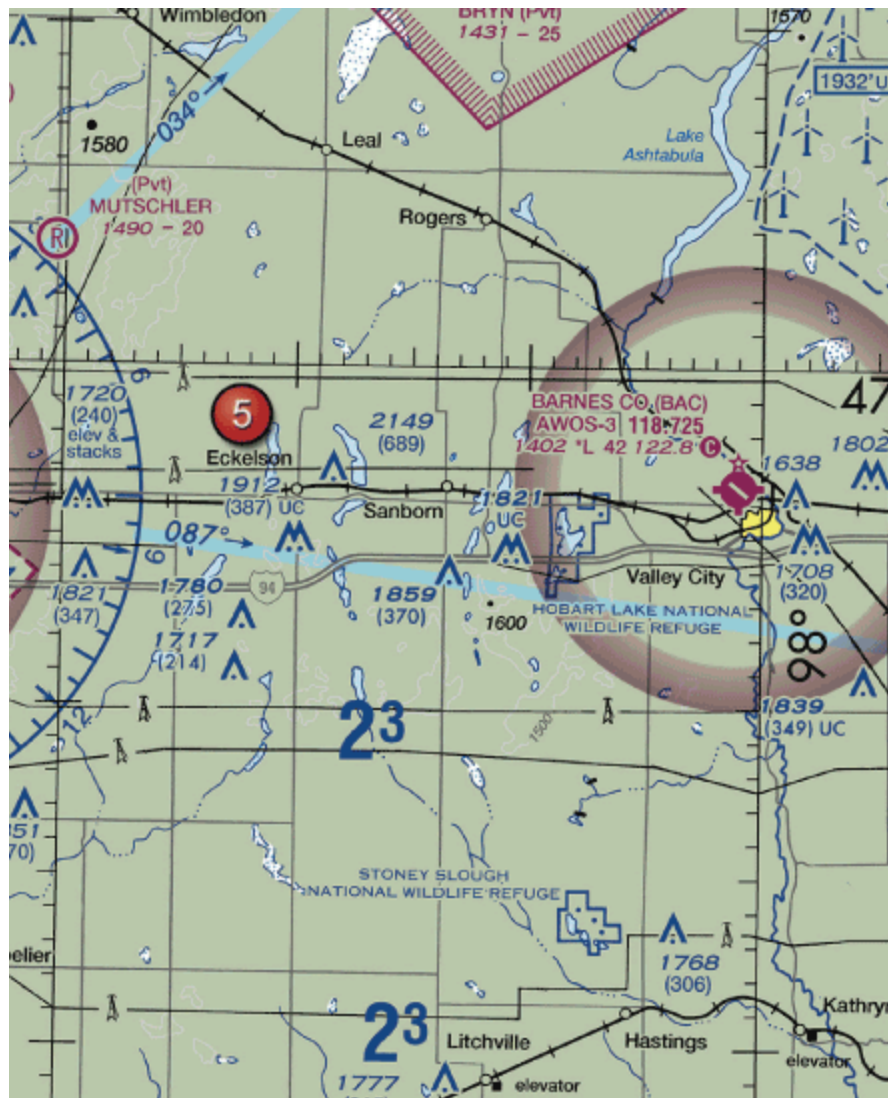 Wimbledon
BRYN (Pvt)
1431 - 25
1570
1932'U
034°→
Lake
Ashtabula
1580
Leal
(Pvt)
MUTSCHLER
1490 - 20
R
Rogers
6
1720
(240)
elev &
stacks
5
2149
(689)
BARNES CO (BAC)
AWOS-3 118.725
1402 *L 42 122.8 C
47
Eckelson
1638
1802
1912
(387) UC
Sanborn
1821
UC
087°→
9
94
Valley City
1708
(320)
1821
(347)
1780
(275)
1859
(370)
1600
HOBART LAKE NATIONAL
WILDLIFE REFUGE
98°
1717
(214)
12
1839
(349) UC
2³
1500
STONEY SLOUGH
NATIONAL WILDLIFE REFUGE
1768
(306)
2³
Litchville
Hastings
Kathryn
elevator
1777
elevator